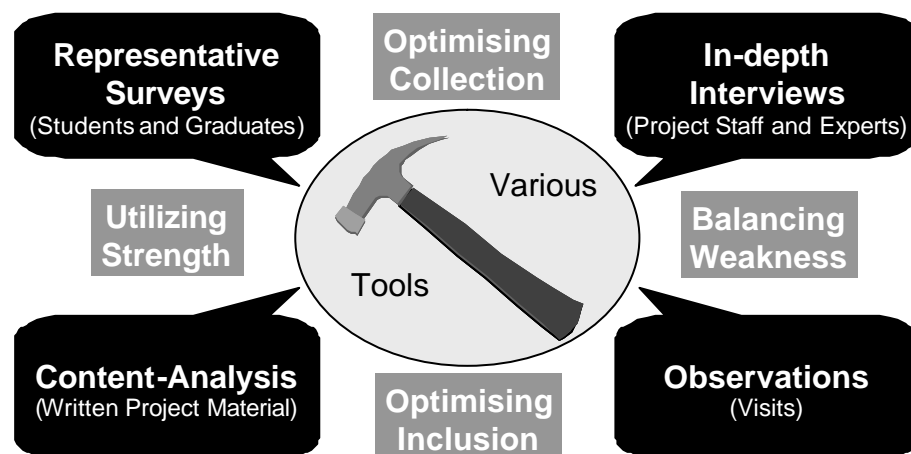 Representative
Surveys
(Students and Graduates)
Optimising
Collection
In-depth
Interviews
(Project Staff and Experts)
Various
Tools
Utilizing
Strength
Balancing
Weakness
Content-Analysis
(Written Project Material)
Optimising
Inclusion
Observations
(Visits)